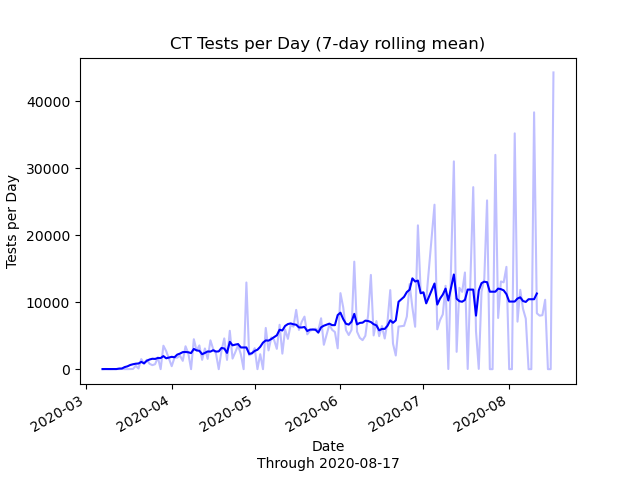 CT Tests per Day (7-day rolling mean)
40000
30000
20000
10000
0
Tests per Day
2020-03
2020-04
2020-05
2020-06
2020-07
2020-08
Date
Through 2020-08-17